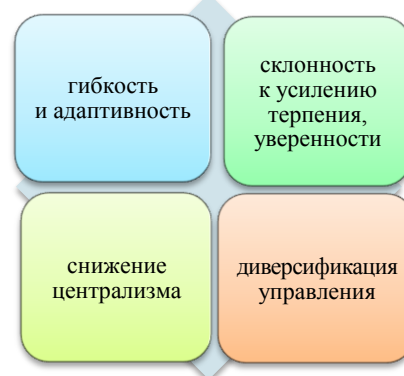 гибкость
и адаптивность
склонность
к усилению
терпения,
уверенности
снижение
централизма
диверсификация
управления